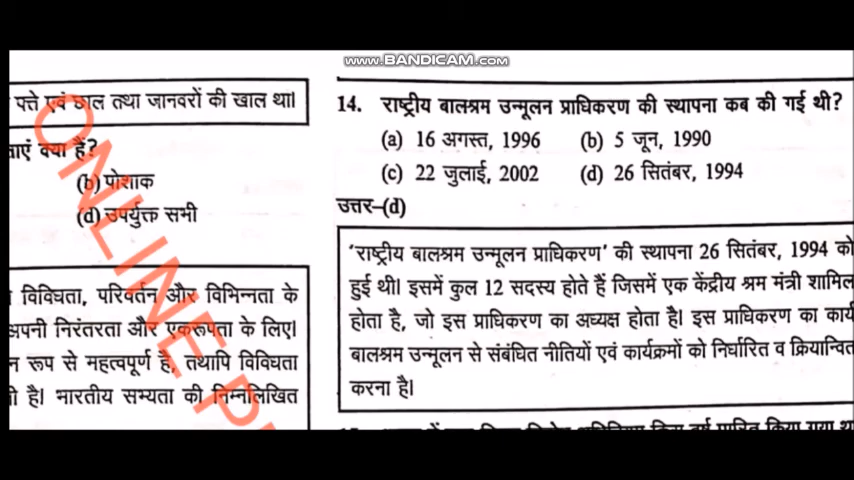 www.BANDICAM.com
पत्ते एवं छाल तथा जानवरों की खाल था।
क्या हैं?
(b) पोशाक
(d) उपर्युक्त सभी
विविधता, परिवर्तन और विभिन्नता के
अपनी निरंतरता और एकरूपता के लिए।
रूप से महत्वपूर्ण है, तथापि विविधता
है। भारतीय सभ्यता की निम्नलिखित
ONLINE
14. राष्ट्रीय बालश्रम उन्मूलन प्राधिकरण की स्थापना कब की गई थी?
(a) 16 अगस्त, 1996 (b) 5 जून, 1990
(c) 22 जुलाई, 2002 (d) 26 सितंबर, 1994
उत्तर–(d)
'राष्ट्रीय बालश्रम उन्मूलन प्राधिकरण' की स्थापना 26 सितंबर, 1994 को
हुई थी। इसमें कुल 12 सदस्य होते हैं जिसमें एक केंद्रीय श्रम मंत्री शामिल
होता है, जो इस प्राधिकरण का अध्यक्ष होता है। इस प्राधिकरण का कार्य
बालश्रम उन्मूलन से संबंधित नीतियों एवं कार्यक्रमों को निर्धारित व क्रियान्वित
करना है।